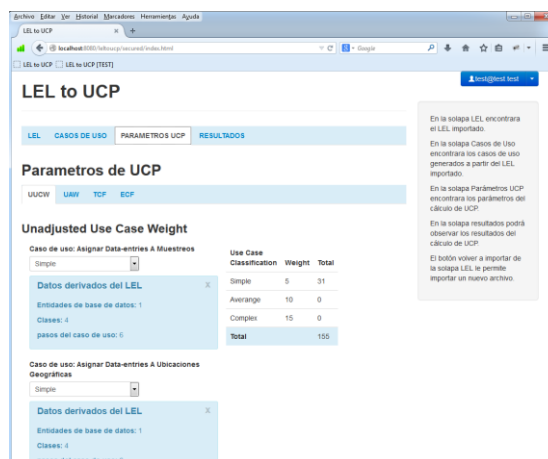 Archivo Editar Ver Historial Marcadores Herramientas Ayuda
LEL to UCP
localhost:8080/leltoucp/secured/index.html
Google
LEL to UCP
LEL to UCP [TEST]
test@test.test
LEL to UCP
LEL CASOS DE USO PARAMETROS UCP RESULTADOS
Parametros de UCP
UUCW UAW TCF ECF
Unadjusted Use Case Weight
Caso de uso: Asignar Data-entries A Muestreos
Simple
Datos derivados del LEL X
Entidades de base de datos: 1
Clases: 4
pasos del caso de uso: 6
Caso de uso: Asignar Data-entries A Ubicaciones
Geográficas
Simple
Datos derivados del LEL X
Entidades de base de datos: 1
Clases: 4
Use Case
Classification Weight Total
Simple 5 31
Averange 10 0
Complex 15 0
Total 155
En la solapa LEL encontrara
el LEL importado.
En la solapa Casos de Uso
encontrara los casos de uso
generados a partir del LEL
importado.
En la solapa Parámetros UCP
encontrara los parámetros del
cálculo de UCP.
En la solapa resultados podrá
observar los resultados del
cálculo de UCP.
El botón volver a importar de
la solapa LEL le permite
importar un nuevo archivo.